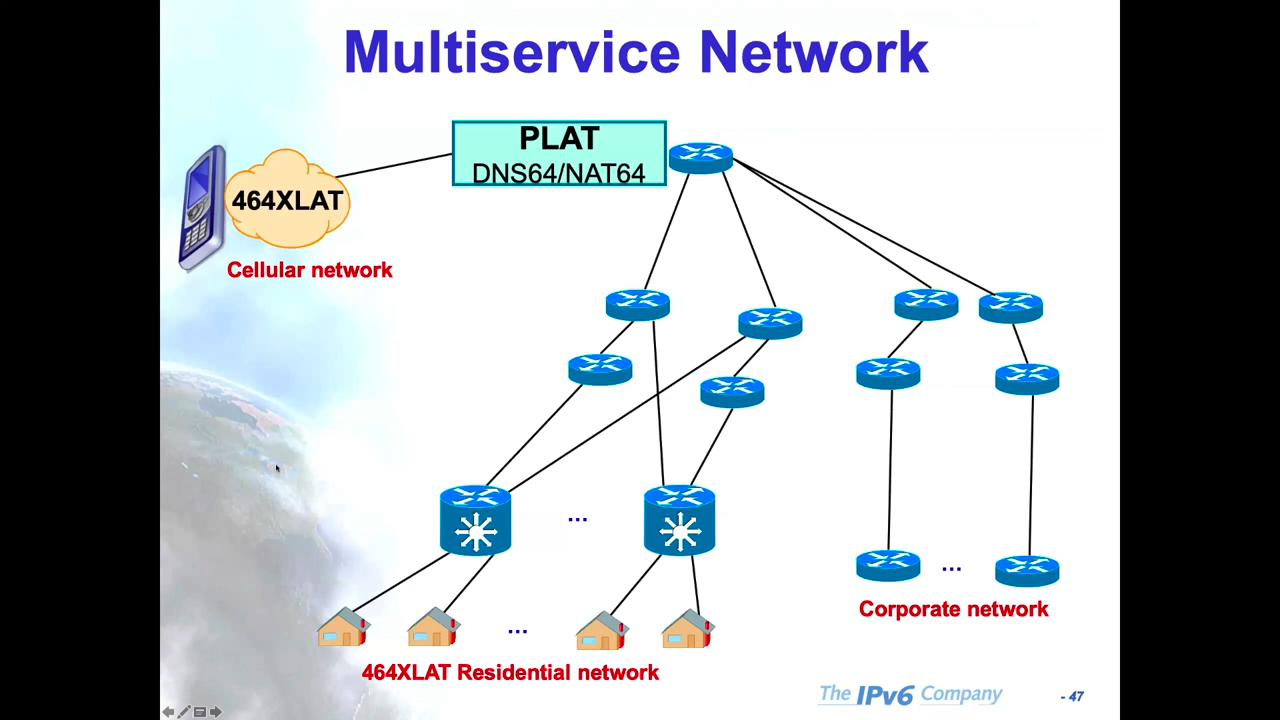 Multiservice Network
PLAT
DNS64/NAT64
464XLAT
Cellular network
...
...
...
Corporate network
464XLAT Residential network
The IPv6 Company
- 47